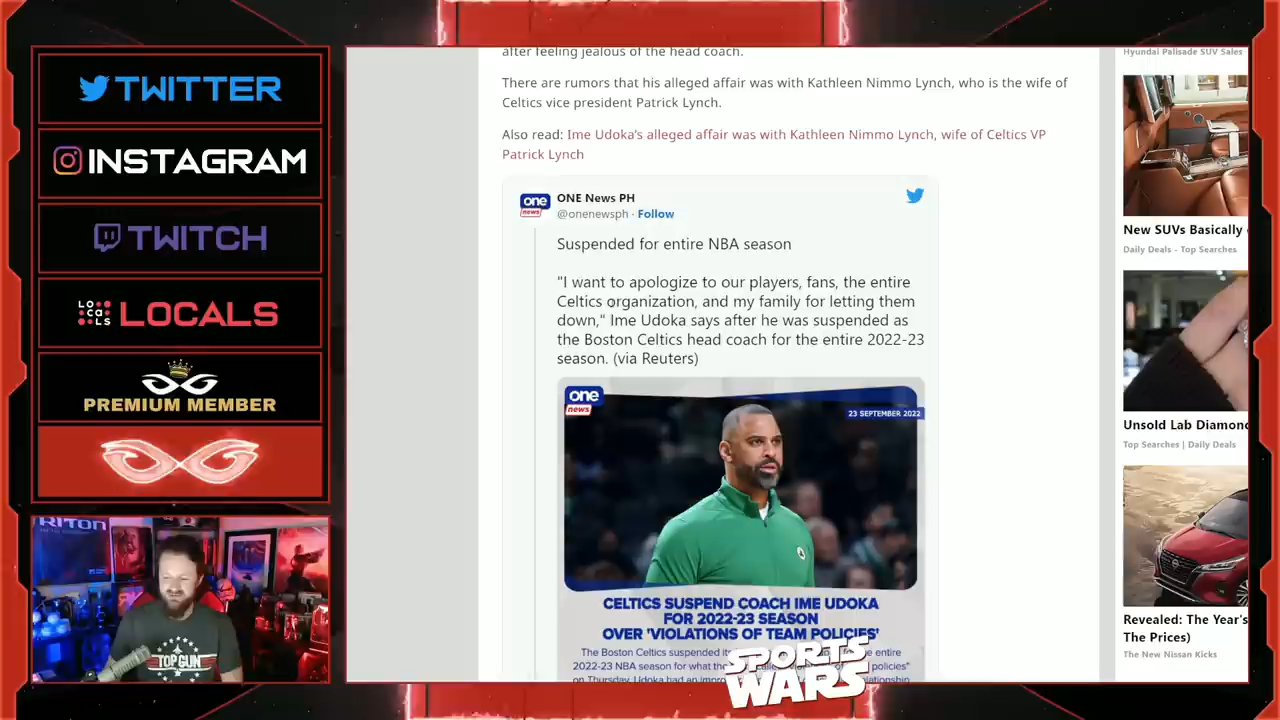 TWITTER
INSTAGRAM
TWITCH
LOCALS
LOCALS
PREMIUM MEMBER
RITON
TOP GUN
after feeling jealous of the head coach.
There are rumors that his alleged affair was with Kathleen Nimmo Lynch, who is the wife of
Celtics vice president Patrick Lynch.
Also read: Ime Udoka's alleged affair was with Kathleen Nimmo Lynch, wife of Celtics VP
Patrick Lynch
one
news
ONE News PH
@onenewsph · Follow
Suspended for entire NBA season
"I want to apologize to our players, fans, the entire
Celtics organization, and my family for letting them
down," Ime Udoka says after he was suspended as
the Boston Celtics head coach for the entire 2022-23
season. (via Reuters)
one
news
23 SEPTEMBER 2022
CELTICS SUSPEND COACH IME UDOKA
FOR 2022-23 SEASON
OVER 'VIOLATIONS OF TEAM POLICIES'
The Boston Celtics suspended entire
2022-23 NBA season for what policies"
on Thursday. Udoka had an
SPORTS
WARS
Hyundai Palisade SUV Sales
New SUVs Basically
Daily Deals - Top Searches
Unsold Lab Diamond
Top Searches | Daily Deals
Revealed: The Year's
The Prices)
The New Nissan Kicks